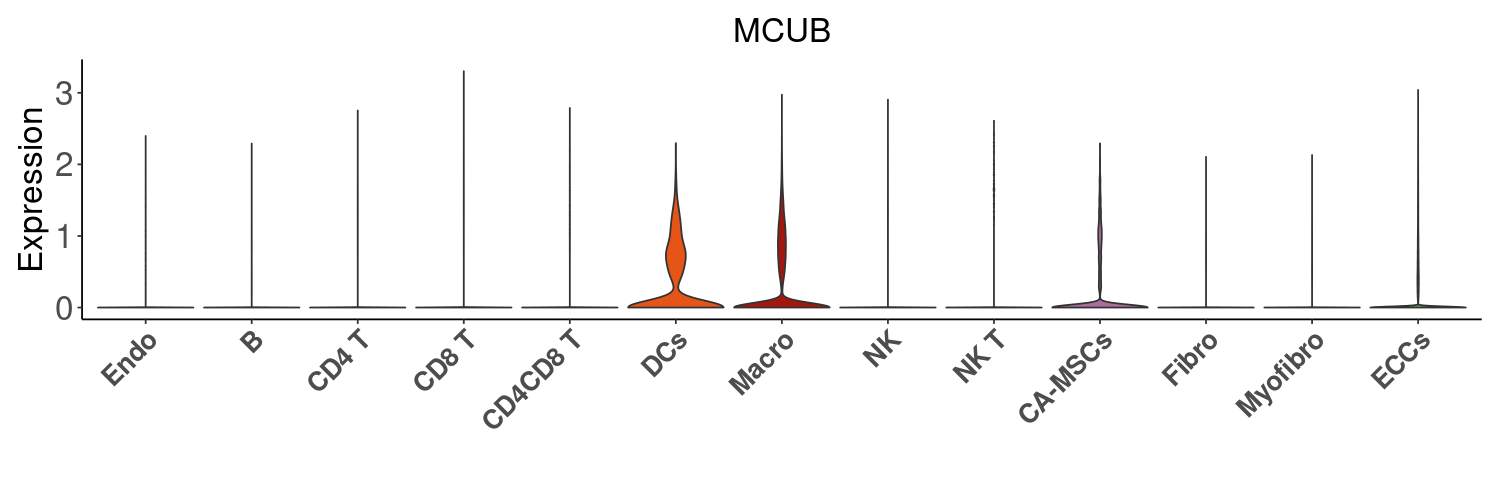 MCUB
Expression
3
2
1
0
Endo
B
CD4 T
CD8 T
CD4CD8 T
DCs
Macro
NK
NK T
CA-MSCs
Fibro
Myofibro
ECCs